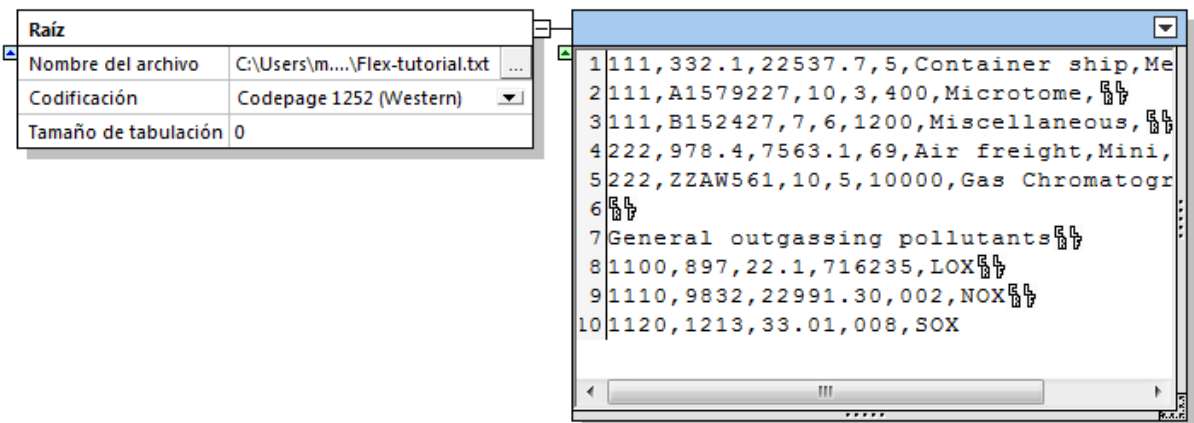 Raíz
Nombre del archivo C:\Users\m....\Flex-tutorial.txt ...
Codificación Codepage 1252 (Western)
Tamaño de tabulación 0
1 111,332.1,22537.7,5,Container ship,Me
2 111,A1579227,10,3,400,Microtome,
3 111,B152427,7,6,1200,Miscellaneous,
4 222,978.4,7563.1,69,Air freight,Mini,
5 222,ZZAW561,10,5,10000,Gas Chromatogr
6
7 General outgassing pollutants
8 1100,897,22.1,716235,LOX
9 1110,9832,22991.30,002,NOX
10 1120,1213,33.01,008,SOX